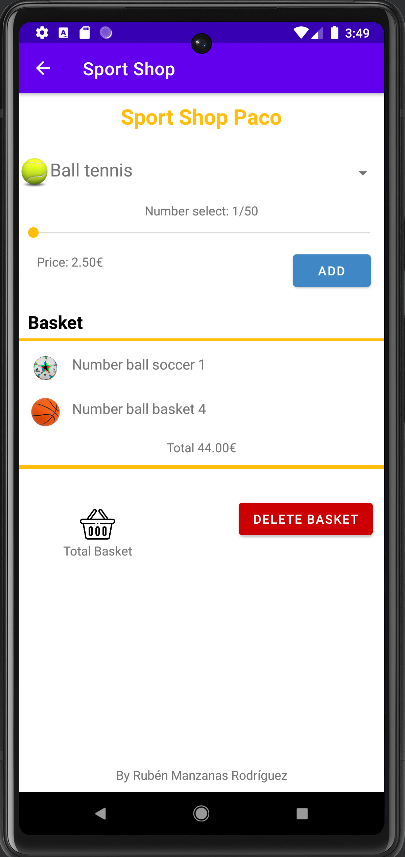 3:49
Sport Shop
Sport Shop Paco
Ball tennis
Number select: 1/50
Price: 2.50€
ADD
Basket
Number ball soccer 1
Number ball basket 4
Total 44.00€
DELETE BASKET
Total Basket
By Rubén Manzanas Rodríguez